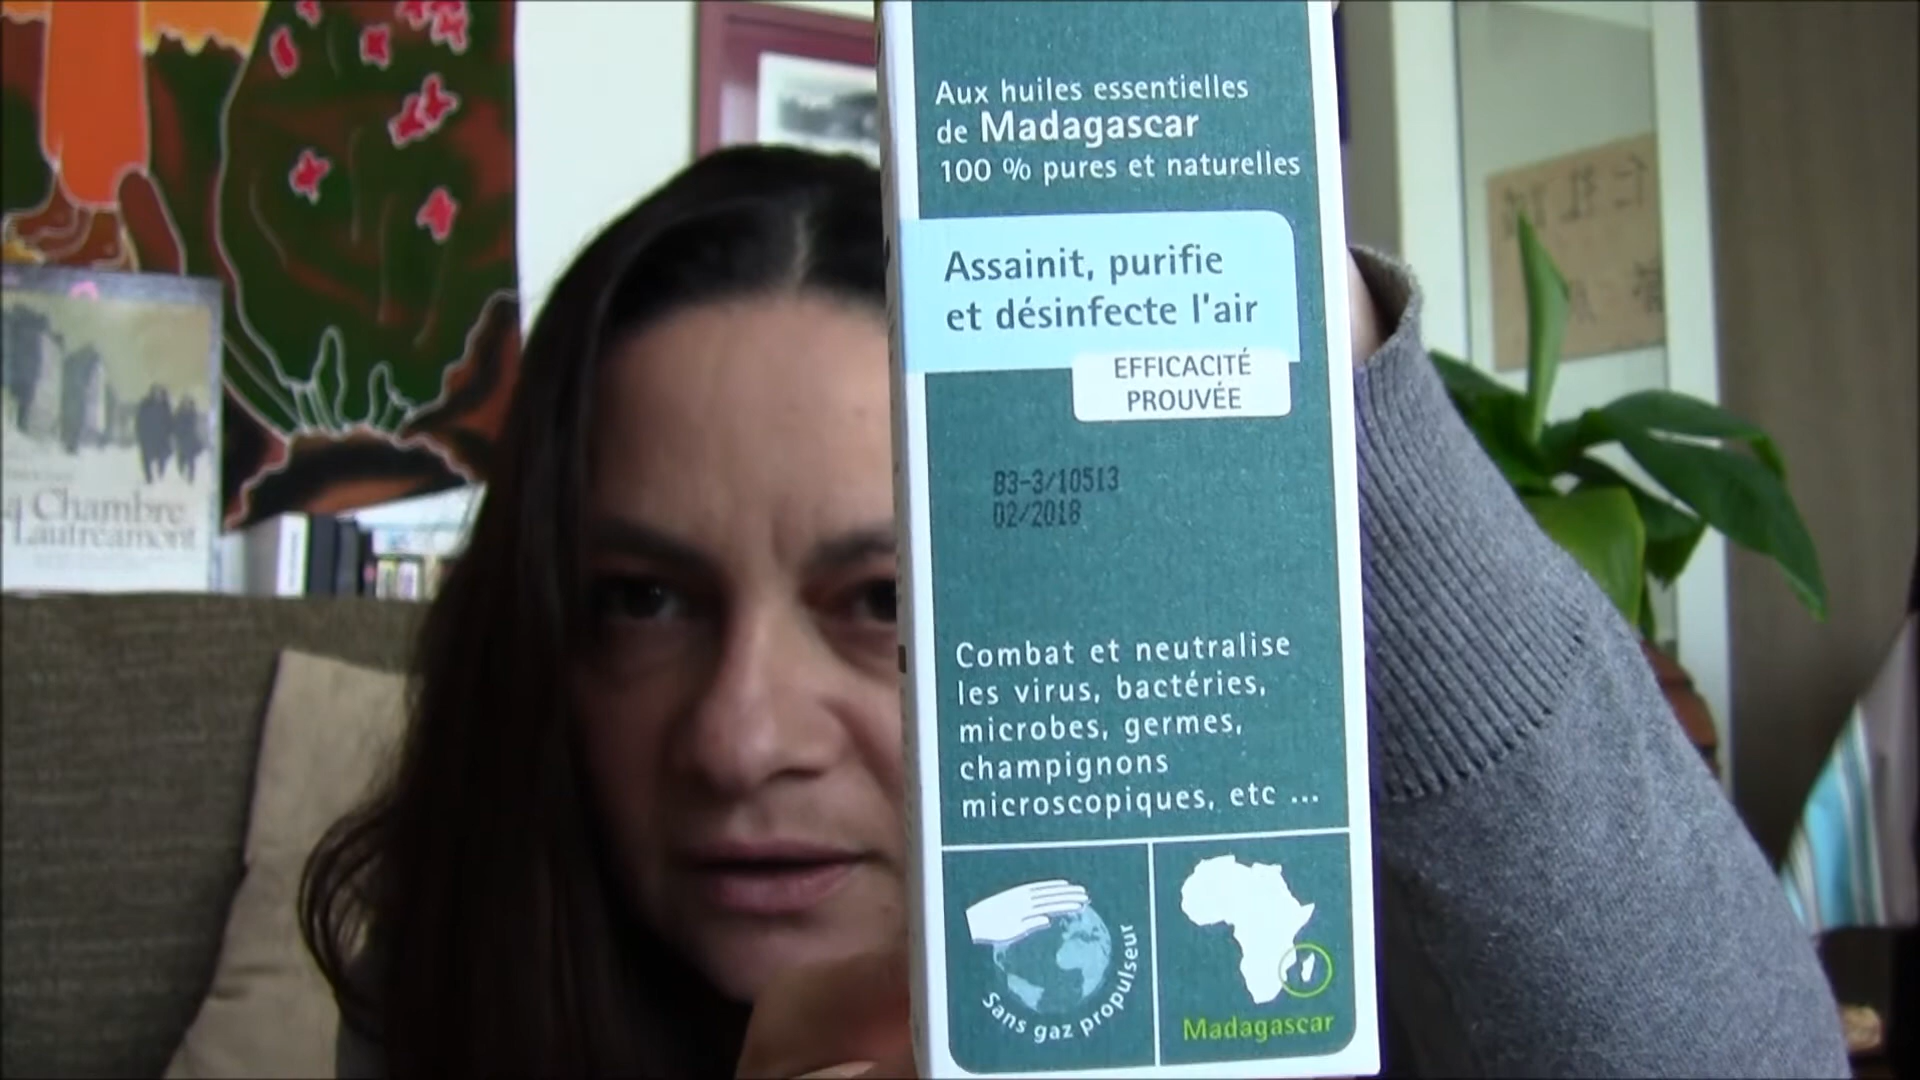 Aux huiles essentielles
de Madagascar
100 % pures et naturelles
Assainit, purifie
et désinfecte l'air
EFFICACITÉ
PROUVÉE
B3-3/10513
02/2018
Combat et neutralise
les virus, bactéries,
microbes, germes,
champignons
microscopiques, etc ...
Sans gaz propulseur
Madagascar
Chambre
Lautréamont